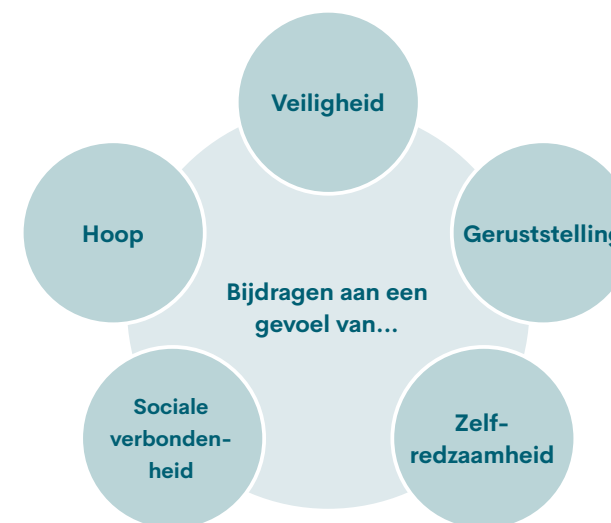 Veiligheid
Hoop
Geruststelling
Bijdragen aan een
gevoel van...
Sociale
verbonden-
heid
Zelf-
redzaamheid